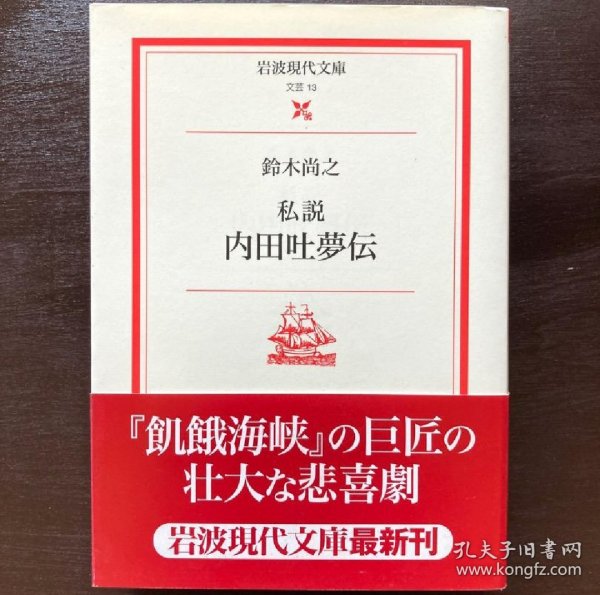 岩波現代文庫
文芸 13
鈴木尚之
私説
内田吐夢伝
『飢餓海峡』の巨匠の
壮大な悲喜劇
岩波現代文庫最新刊
孔夫子旧書网
www.kongfz.com